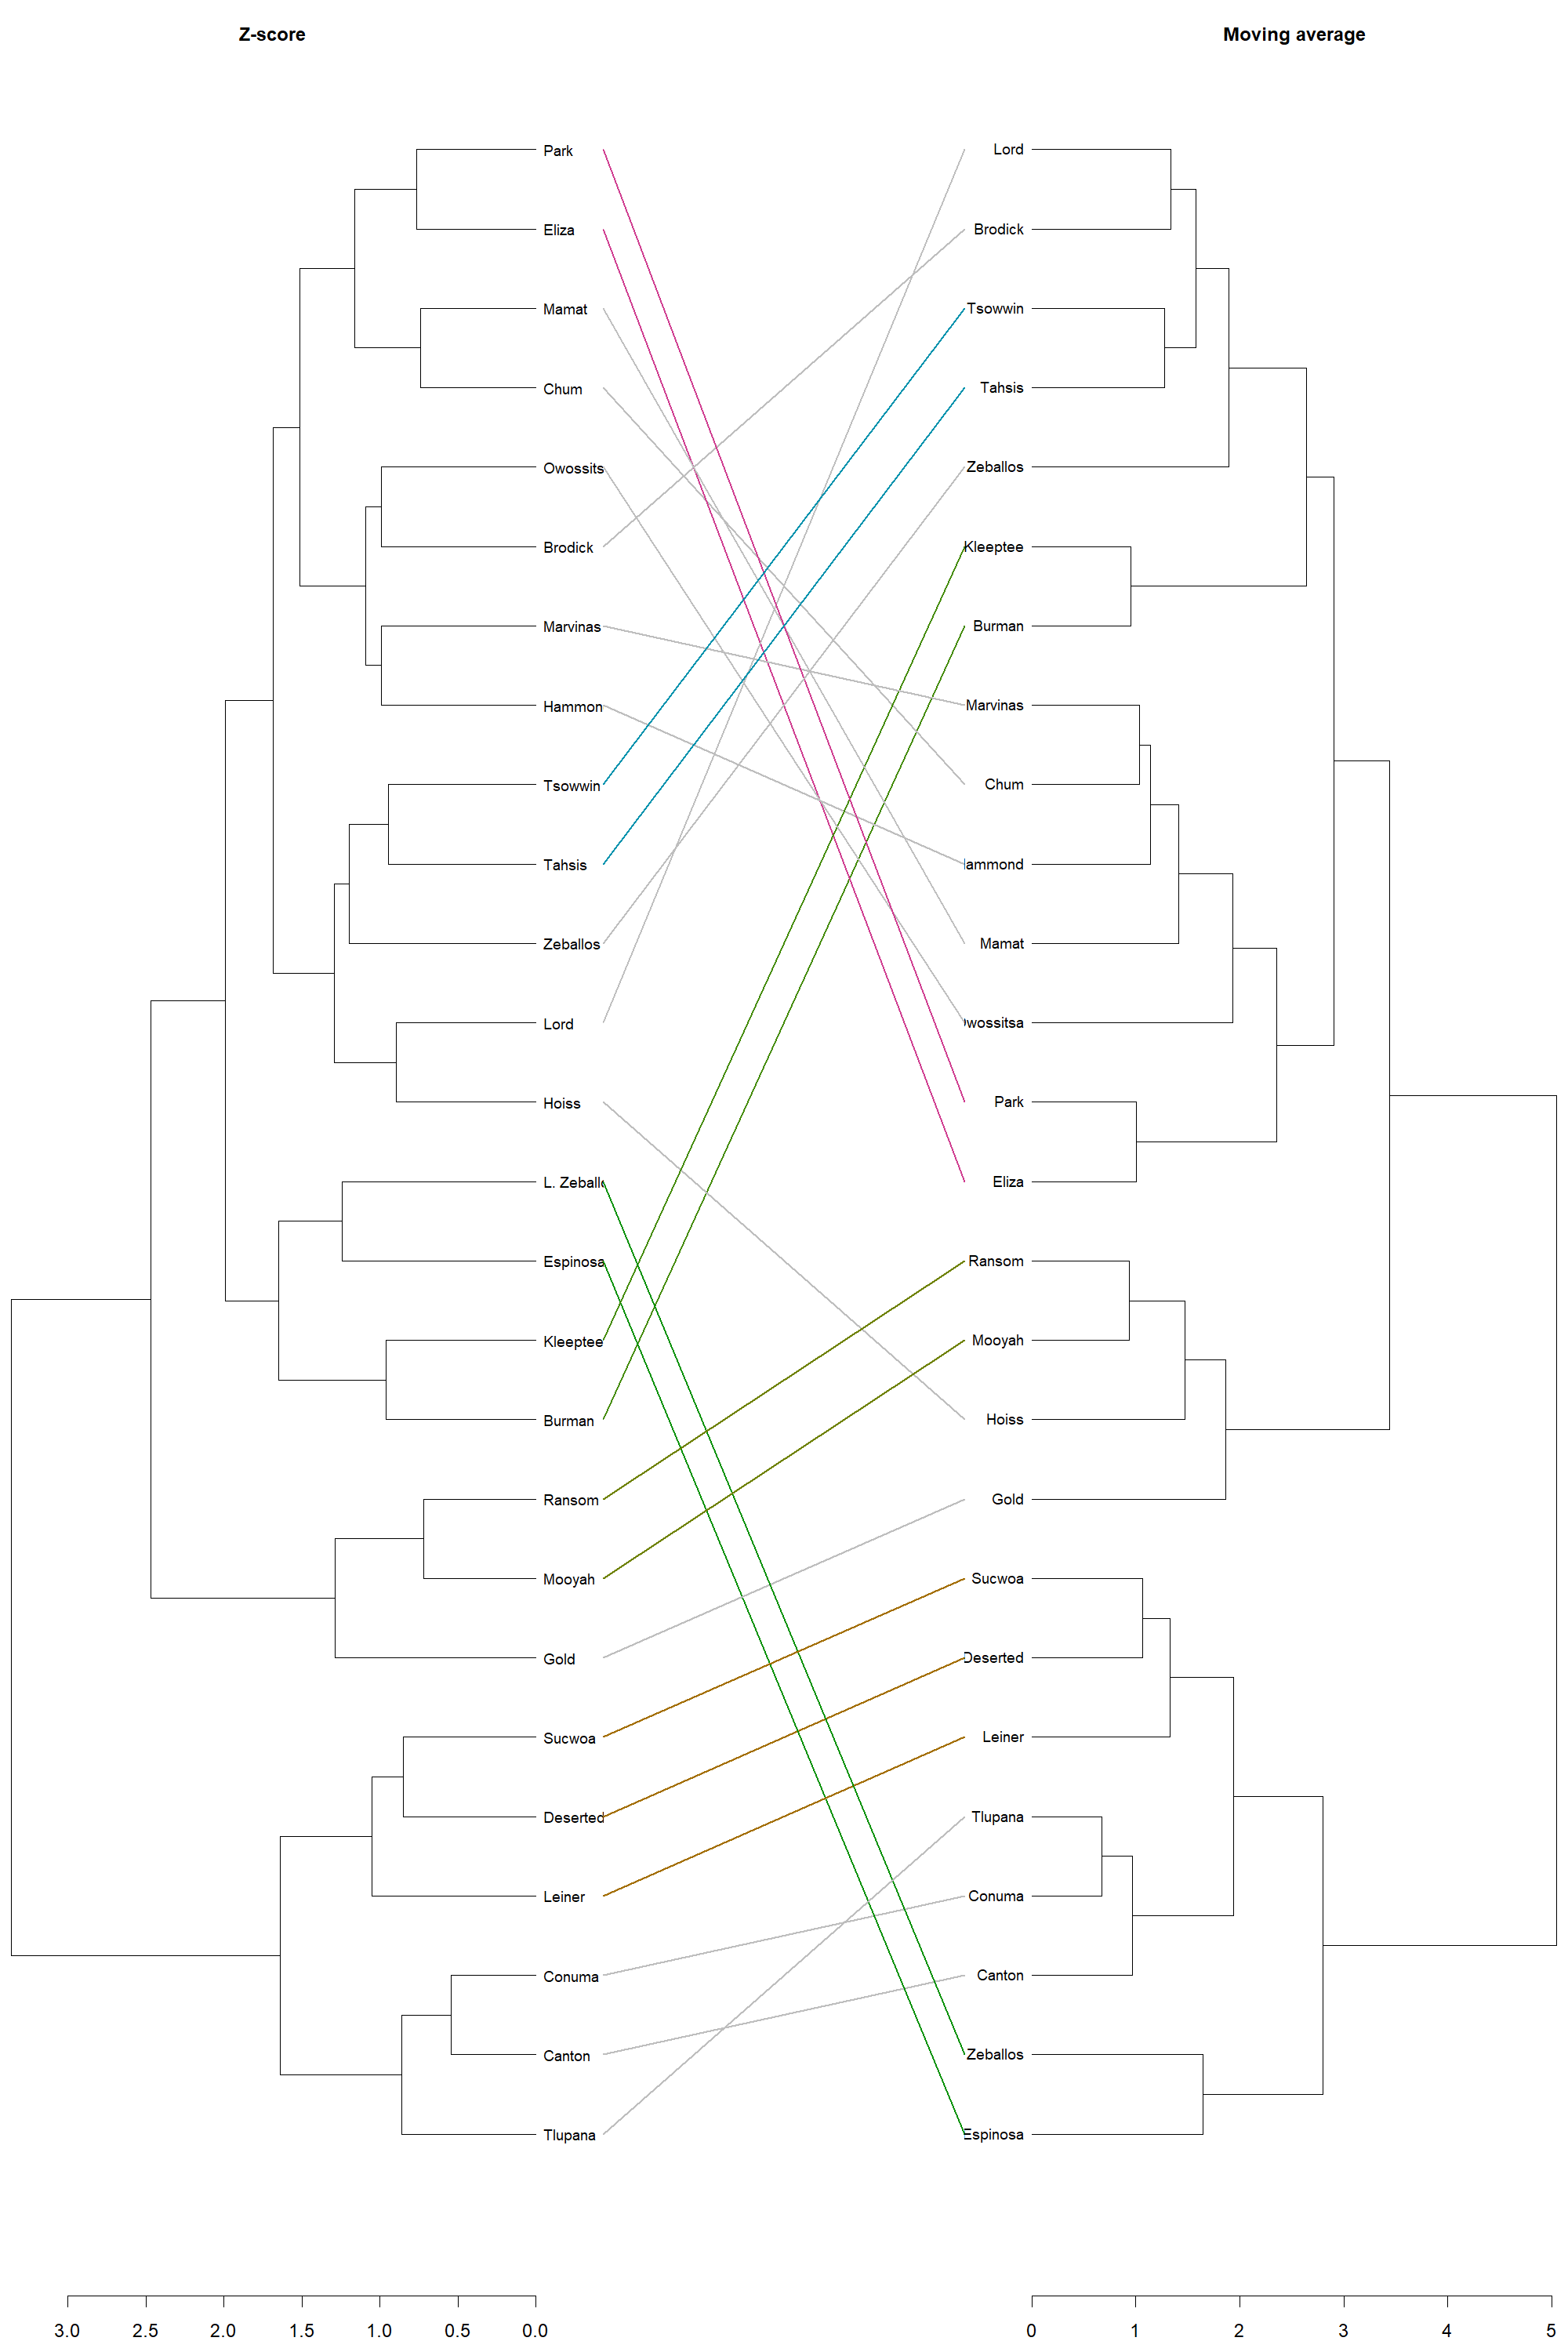 Z-score
Moving average
Park
Eliza
Mamat
Chum
Owossits
Brodick
Marvinas
Hammon
Tsowwin
Tahsis
Zeballos
Lord
Hoiss
L. Zeball
Espinosa
Kleeptee
Burman
Ransom
Mooyah
Gold
Sucwoa
Deserted
Leiner
Conuma
Canton
Tlupana
Lord
Brodick
Tsowwin
Tahsis
Zeballos
Kleeptee
Burman
Marvinas
Chum
ammond
Mamat
wossitsa
Park
Eliza
Ransom
Mooyah
Hoiss
Gold
Sucwoa
Deserted
Leiner
Tlupana
Conuma
Canton
Zeballos
Espinosa
3.0 2.5 2.0 1.5 1.0 0.5 0.0
0 1 2 3 4 5